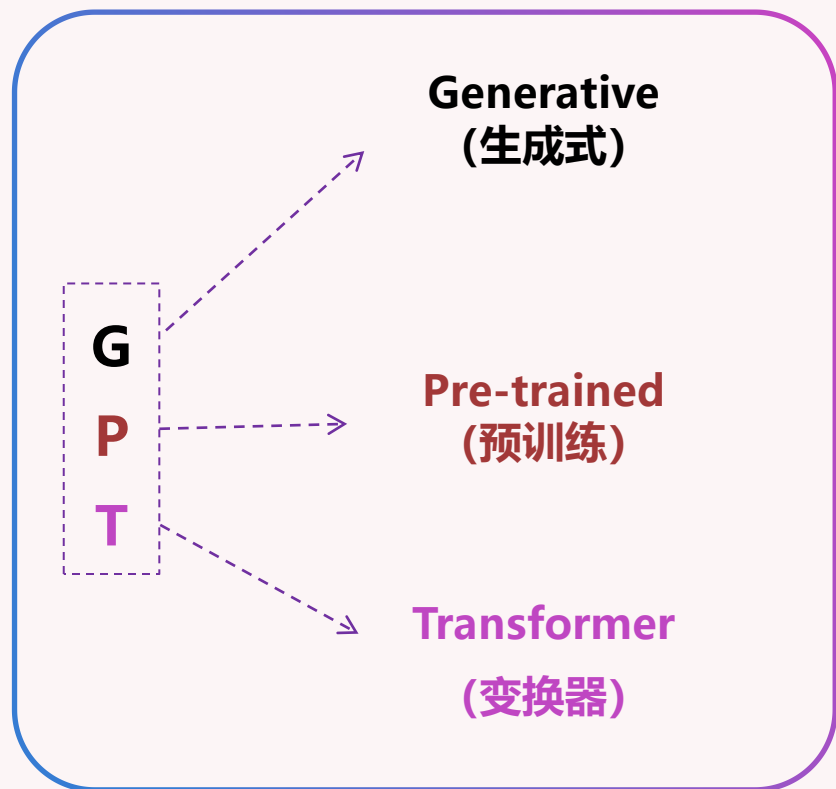 G
P
T
Generative
(生成式)
Pre-trained
(预训练)
Transformer
(变换器)